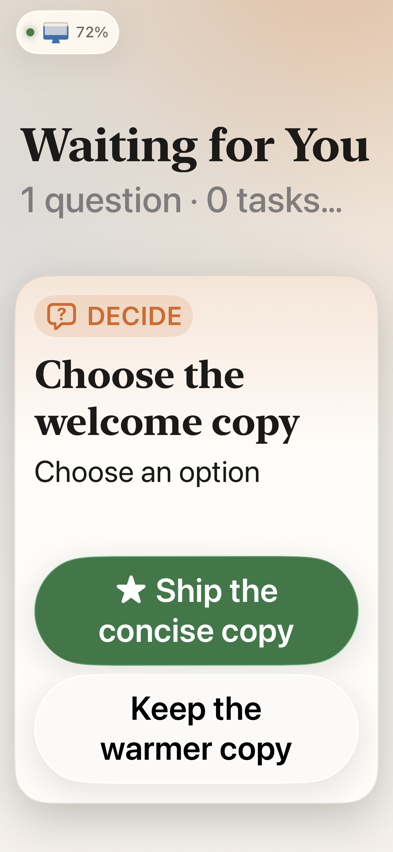 72%
Waiting for You
1 question · 0 tasks...
DECIDE
Choose the
welcome copy
Choose an option
★ Ship the
concise copy
Keep the
warmer copy